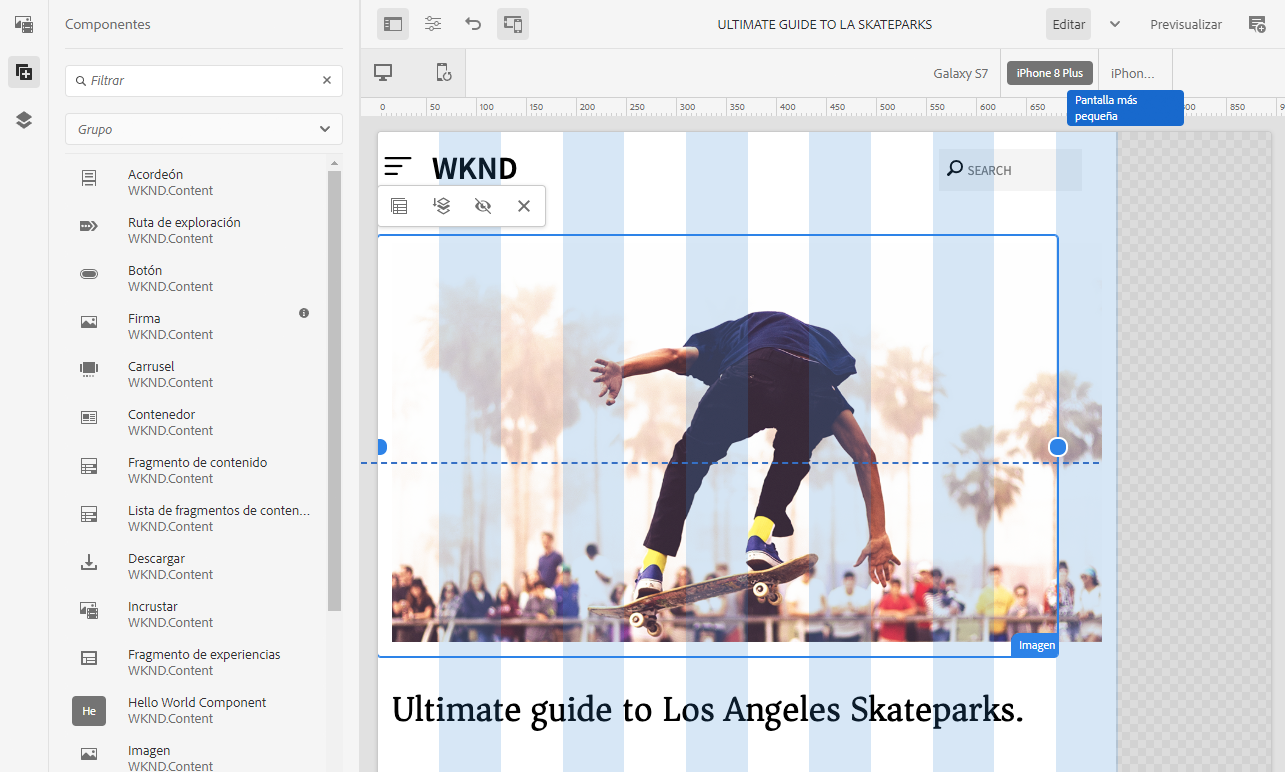 Componentes
ULTIMATE GUIDE TO LA SKATEPARKS
Editar
Previsualizar
Filtrar
Galaxy S7
iPhone 8 Plus
iPhon...
Pantalla más
pequeña
Grupo
0 50 100 150 200 250 300 350 400 450 500 550 600 650 800 850
Acordeón
WKND.Content
Ruta de exploración
WKND.Content
Botón
WKND.Content
Firma
WKND.Content
Carrusel
WKND.Content
Contenedor
WKND.Content
Fragmento de contenido
WKND.Content
Lista de fragmentos de conten...
WKND.Content
Descargar
WKND.Content
Incrustar
WKND.Content
Fragmento de experiencias
WKND.Content
He
Hello World Component
WKND.Content
Imagen
WKND.Content
WKND
SEARCH
Imagen
Ultimate guide to Los Angeles Skateparks.